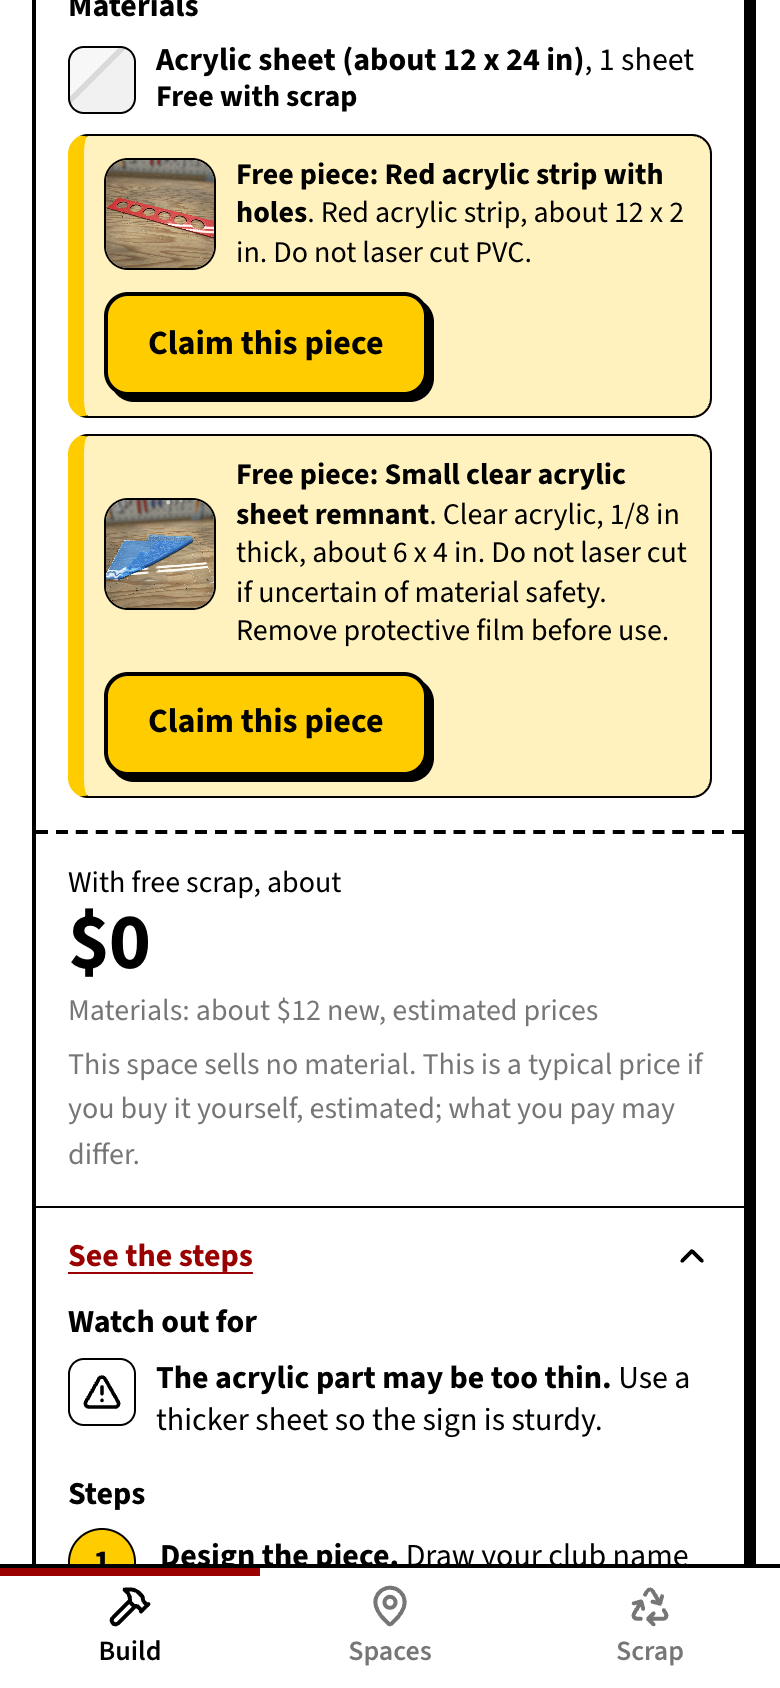 Materials
Acrylic sheet (about 12 x 24 in), 1 sheet
Free with scrap
Free piece: Red acrylic strip with
holes. Red acrylic strip, about 12 x 2
in. Do not laser cut PVC.
Claim this piece
Free piece: Small clear acrylic
sheet remnant. Clear acrylic, 1/8 in
thick, about 6 x 4 in. Do not laser cut
if uncertain of material safety.
Remove protective film before use.
Claim this piece
With free scrap, about
$0
Materials: about $12 new, estimated prices
This space sells no material. This is a typical price if
you buy it yourself, estimated; what you pay may
differ.
See the steps
Watch out for
The acrylic part may be too thin. Use a
thicker sheet so the sign is sturdy.
Steps
1 Design the piece. Draw your club name
Build
Spaces
Scrap